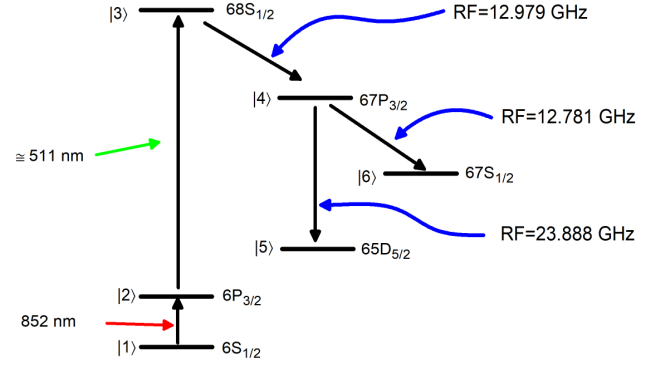 |3⟩ 68S1/2 RF=12.979 GHz
|4⟩ 67P3/2
RF=12.781 GHz
≅ 511 nm
|6⟩ 67S1/2
RF=23.888 GHz
|5⟩ 65D5/2
|2⟩ 6P3/2
852 nm
|1⟩ 6S1/2